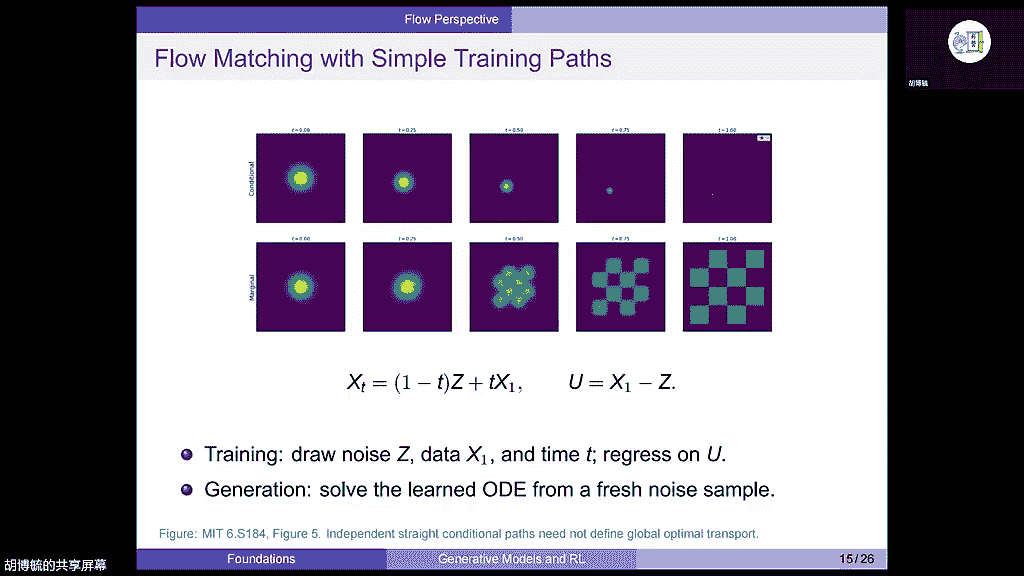 Flow Perspective
Flow Matching with Simple Training Paths
t = 0.00 t = 0.25 t = 0.50 t = 0.75 t = 1.00
Conditional
t = 0.00 t = 0.25 t = 0.50 t = 0.75 t = 1.00
Marginal
X_t = (1 − t)Z + tX_1, U = X_1 − Z.
Training: draw noise Z, data X_1, and time t; regress on U.
Generation: solve the learned ODE from a fresh noise sample.
Figure: MIT 6.S184, Figure 5. Independent straight conditional paths need not define global optimal transport.
Foundations Generative Models and RL 15/26
胡博毓
胡博毓的共享屏幕